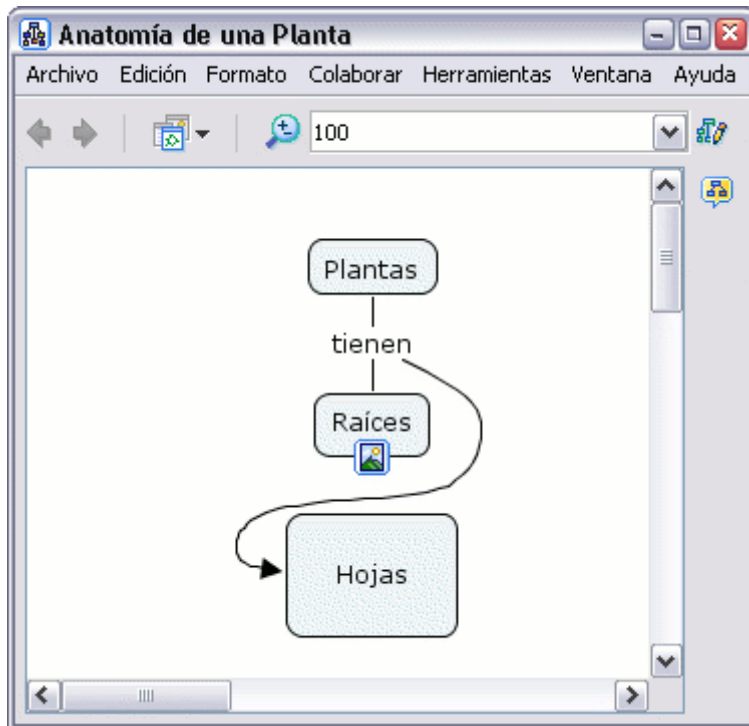 Anatomía de una Planta
Archivo Edición Formato Colaborar Herramientas Ventana Ayuda
100
Plantas
tienen
Raíces
Hojas